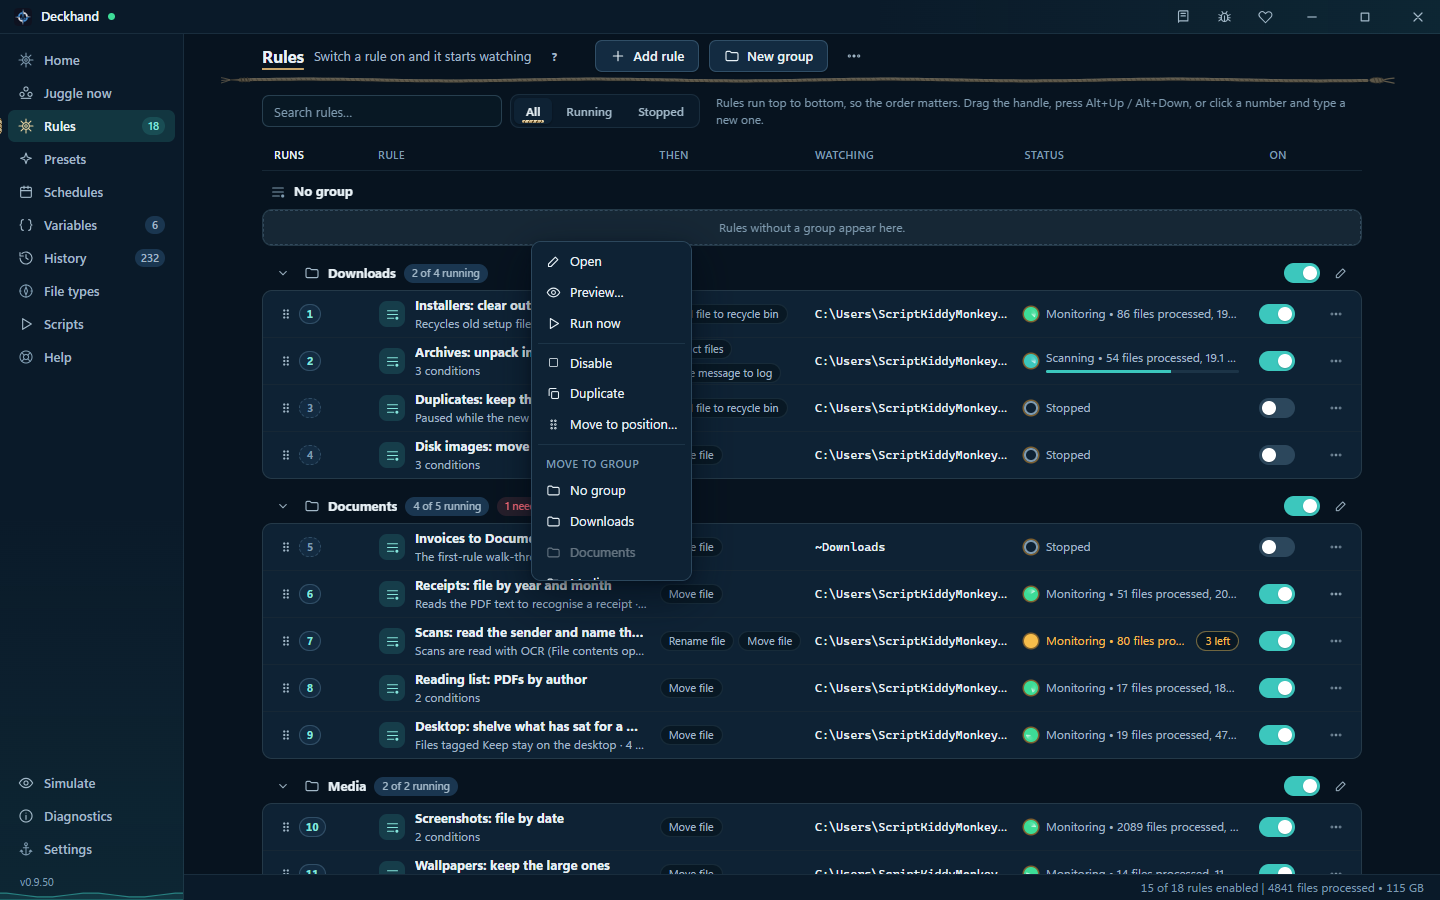 Deckhand
Home
Juggle now
Rules 18
Presets
Schedules
Variables 6
History 232
File types
Scripts
Help
Simulate
Diagnostics
Settings
v0.9.50
Rules Switch a rule on and it starts watching ? Add rule New group
Search rules... All Running Stopped
Rules run top to bottom, so the order matters. Drag the handle, press Alt+Up / Alt+Down, or click a number and type a
new one.
RUNS RULE THEN WATCHING STATUS ON
No group
Rules without a group appear here.
Downloads 2 of 4 running
1 Installers: clear out file to recycle bin C:\Users\ScriptKiddyMonkey... Monitoring • 86 files processed, 19...
Recycles old setup file
2 Archives: unpack in ct files C:\Users\ScriptKiddyMonkey... Scanning • 54 files processed, 19.1 ...
3 conditions e message to log
3 Duplicates: keep th file to recycle bin C:\Users\ScriptKiddyMonkey... Stopped
Paused while the new
4 Disk images: move e file C:\Users\ScriptKiddyMonkey... Stopped
3 conditions
Open
Preview...
Run now
Disable
Duplicate
Move to position...
MOVE TO GROUP
No group
Downloads
Documents
Documents 4 of 5 running 1 nee
5 Invoices to Docume e file ~Downloads Stopped
The first-rule walk-thr
6 Receipts: file by year and month Move file C:\Users\ScriptKiddyMonkey... Monitoring • 51 files processed, 20...
Reads the PDF text to recognise a receipt ·...
7 Scans: read the sender and name th... Rename file Move file C:\Users\ScriptKiddyMonkey... Monitoring • 80 files pro... 3 left
Scans are read with OCR (File contents op...
8 Reading list: PDFs by author Move file C:\Users\ScriptKiddyMonkey... Monitoring • 17 files processed, 18...
2 conditions
9 Desktop: shelve what has sat for a ... Move file C:\Users\ScriptKiddyMonkey... Monitoring • 19 files processed, 47...
Files tagged Keep stay on the desktop · 4 ...
Media 2 of 2 running
10 Screenshots: file by date Move file C:\Users\ScriptKiddyMonkey... Monitoring • 2089 files processed, ...
2 conditions
11 Wallpapers: keep the large ones Move file C:\Users\ScriptKiddyMonkey... Monitoring • 14 files processed, 11...
15 of 18 rules enabled | 4841 files processed • 115 GB